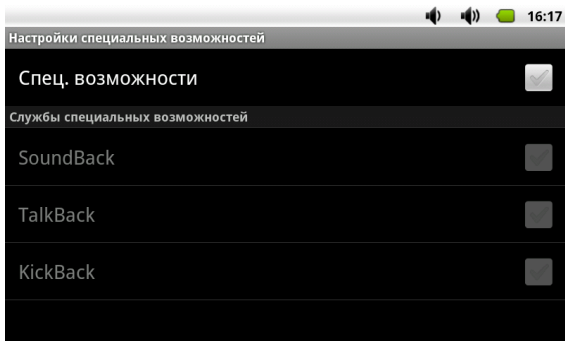 16:17
Настройки специальных возможностей
Спец. возможности
Службы специальных возможностей
SoundBack
TalkBack
KickBack